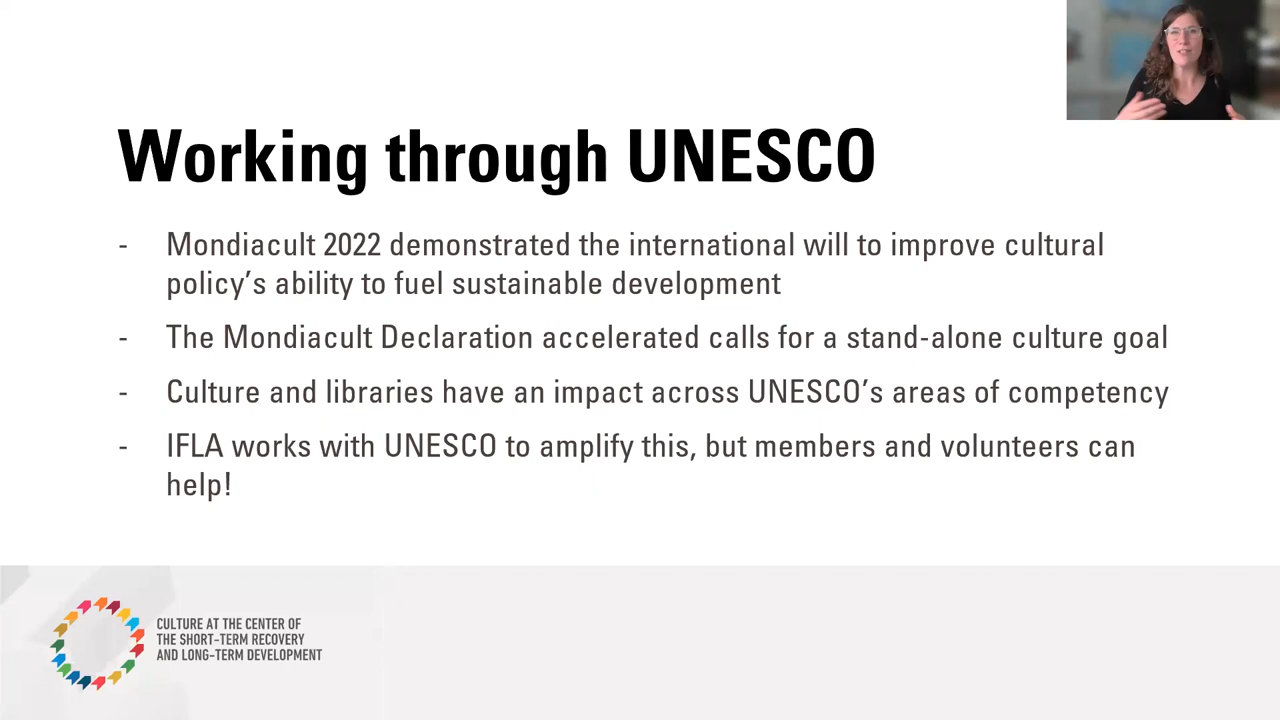 Working through UNESCO
- Mondiacult 2022 demonstrated the international will to improve cultural
policy’s ability to fuel sustainable development
- The Mondiacult Declaration accelerated calls for a stand-alone culture goal
- Culture and libraries have an impact across UNESCO’s areas of competency
- IFLA works with UNESCO to amplify this, but members and volunteers can
help!
CULTURE AT THE CENTER OF
THE SHORT-TERM RECOVERY
AND LONG-TERM DEVELOPMENT